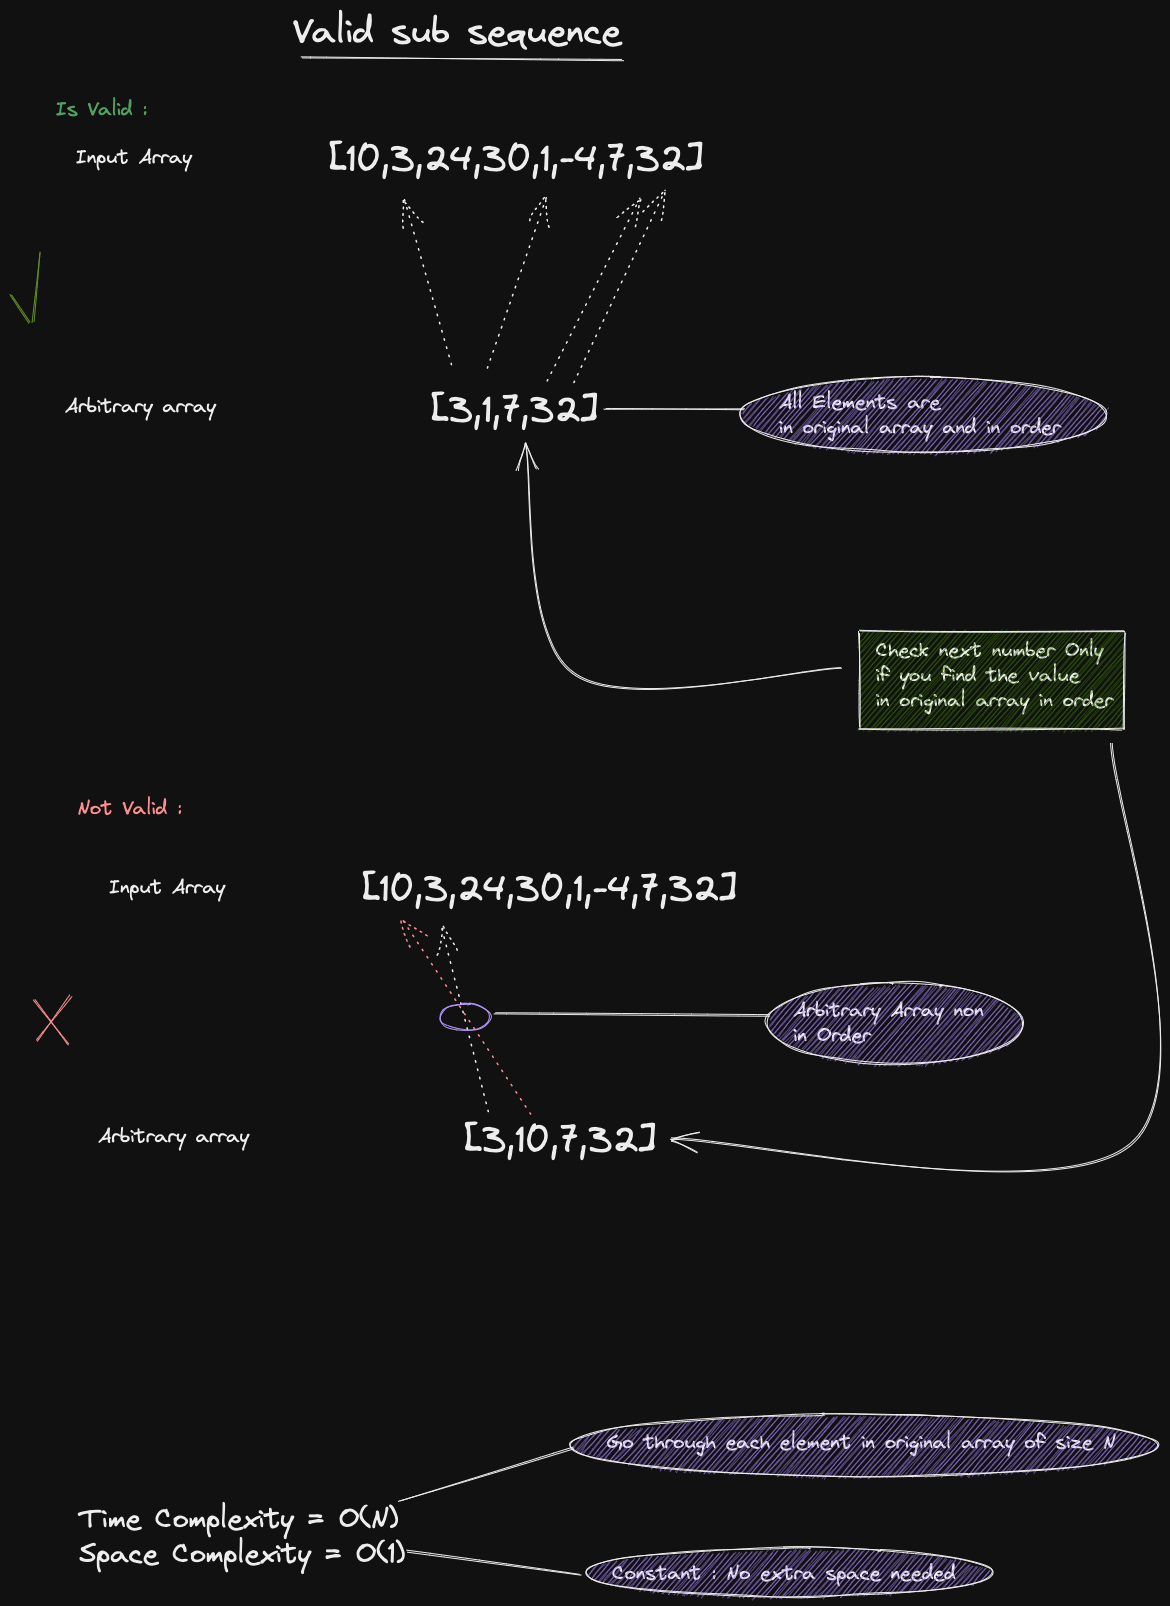 Valid sub sequence
Is Valid :
Input Array
[10,3,24,30,1,-4,7,32]
Arbitrary array
[3,1,7,32]
All Elements are
in original array and in order
Check next number Only
if you find the value
in original array in order
Not Valid :
Input Array
[10,3,24,30,1,-4,7,32]
Arbitrary Array non
in Order
Arbitrary array
[3,10,7,32]
Go through each element in original array of size N
Time Complexity = O(N)
Space Complexity = O(1)
Constant : No extra space needed